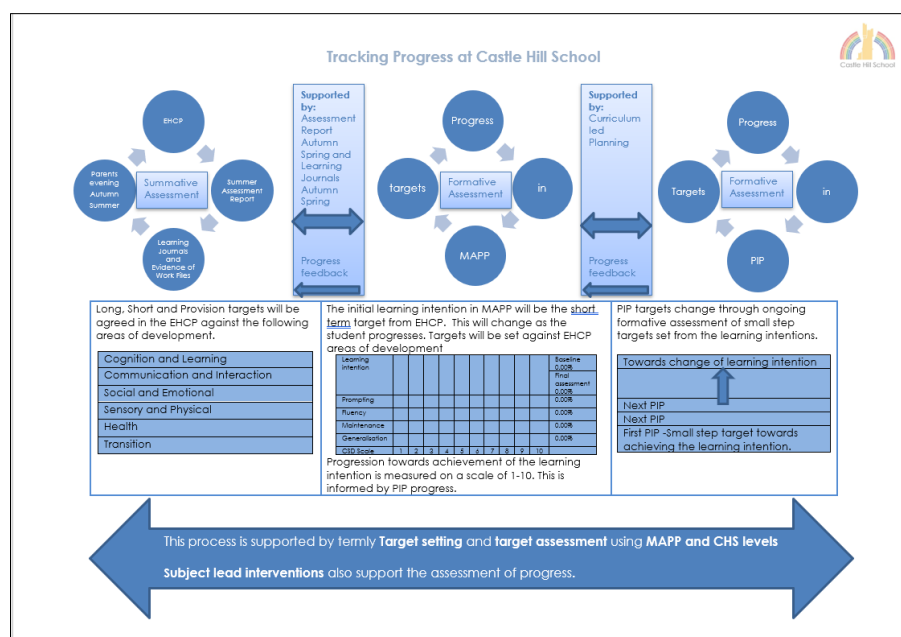 Tracking Progress at Castle Hill School
Castle Hill School
EHCP
Parents
evening
Autumn
Summer
Summative
Assessment
Summer
Assessment
Report
Learning
Journals
and
Evidence of
Work Files
Supported
by:
Assessment
Report
Autumn
Spring and
Learning
Journals
Autumn
Spring
Progress
feedback
Progress
targets
Formative
Assessment
in
MAPP
Supported
by:
Curriculum
led
Planning
Progress
feedback
Progress
Targets
Formative
Assessment
in
PIP
Long, Short and Provision targets will be
agreed in the EHCP against the following
areas of development.
Cognition and Learning
Communication and Interaction
Social and Emotional
Sensory and Physical
Health
Transition
The initial learning intention in MAPP will be the short
term target from EHCP. This will change as the
student progresses. Targets will be set against EHCP
areas of development
Learning
intention
Baseline
0.00%
Final
assessment
0.00%
Prompting 0.00%
Fluency 0.00%
Maintenance 0.00%
Generalisation 0.00%
CSD Scale 1 2 3 4 5 6 7 8 9 10
Progression towards achievement of the learning
intention is measured on a scale of 1-10. This is
informed by PIP progress.
PIP targets change through ongoing
formative assessment of small step
targets set from the learning intentions.
Towards change of learning intention
Next PIP
Next PIP
First PIP -Small step target towards
achieving the learning intention.
This process is supported by termly Target setting and target assessment using MAPP and CHS levels
Subject lead interventions also support the assessment of progress.